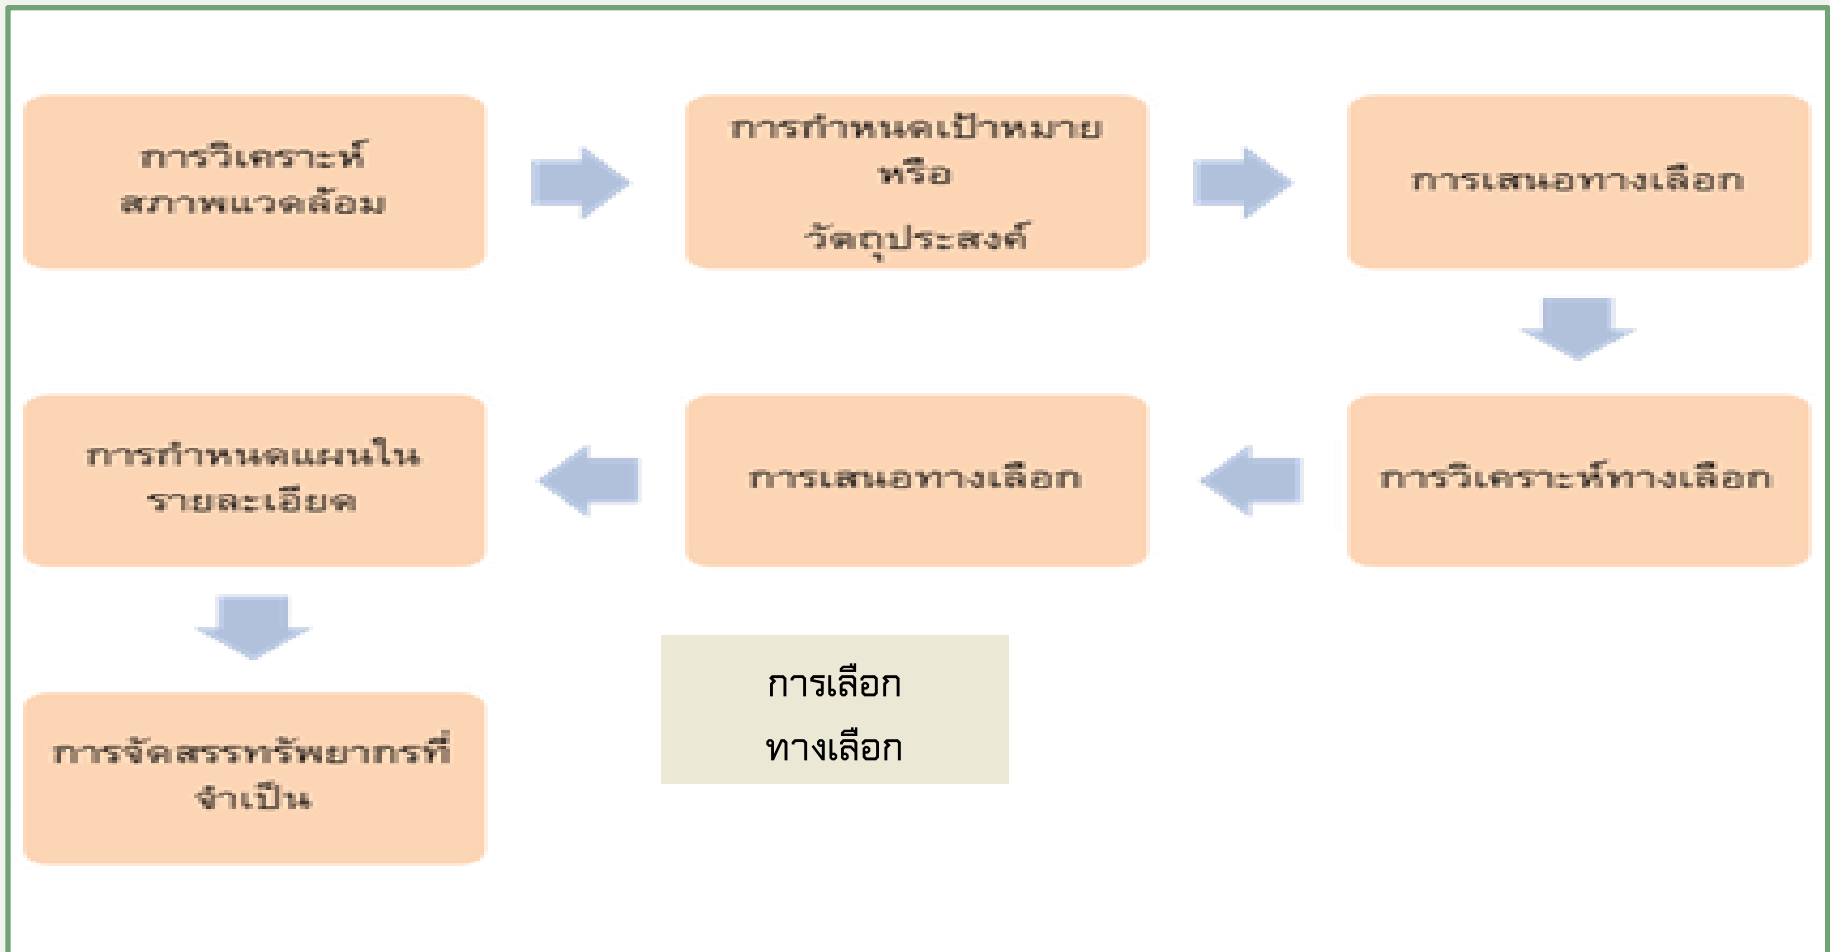 การวิเคราะห์
สภาพแวดล้อม
การกำหนดเป้าหมาย
หรือ
วัตถุประสงค์
การเสนอทางเลือก
การวิเคราะห์ทางเลือก
การเสนอทางเลือก
การกำหนดแผนใน
รายละเอียด
การจัดสรรทรัพยากรที่
จำเป็น
การเลือก
ทางเลือก